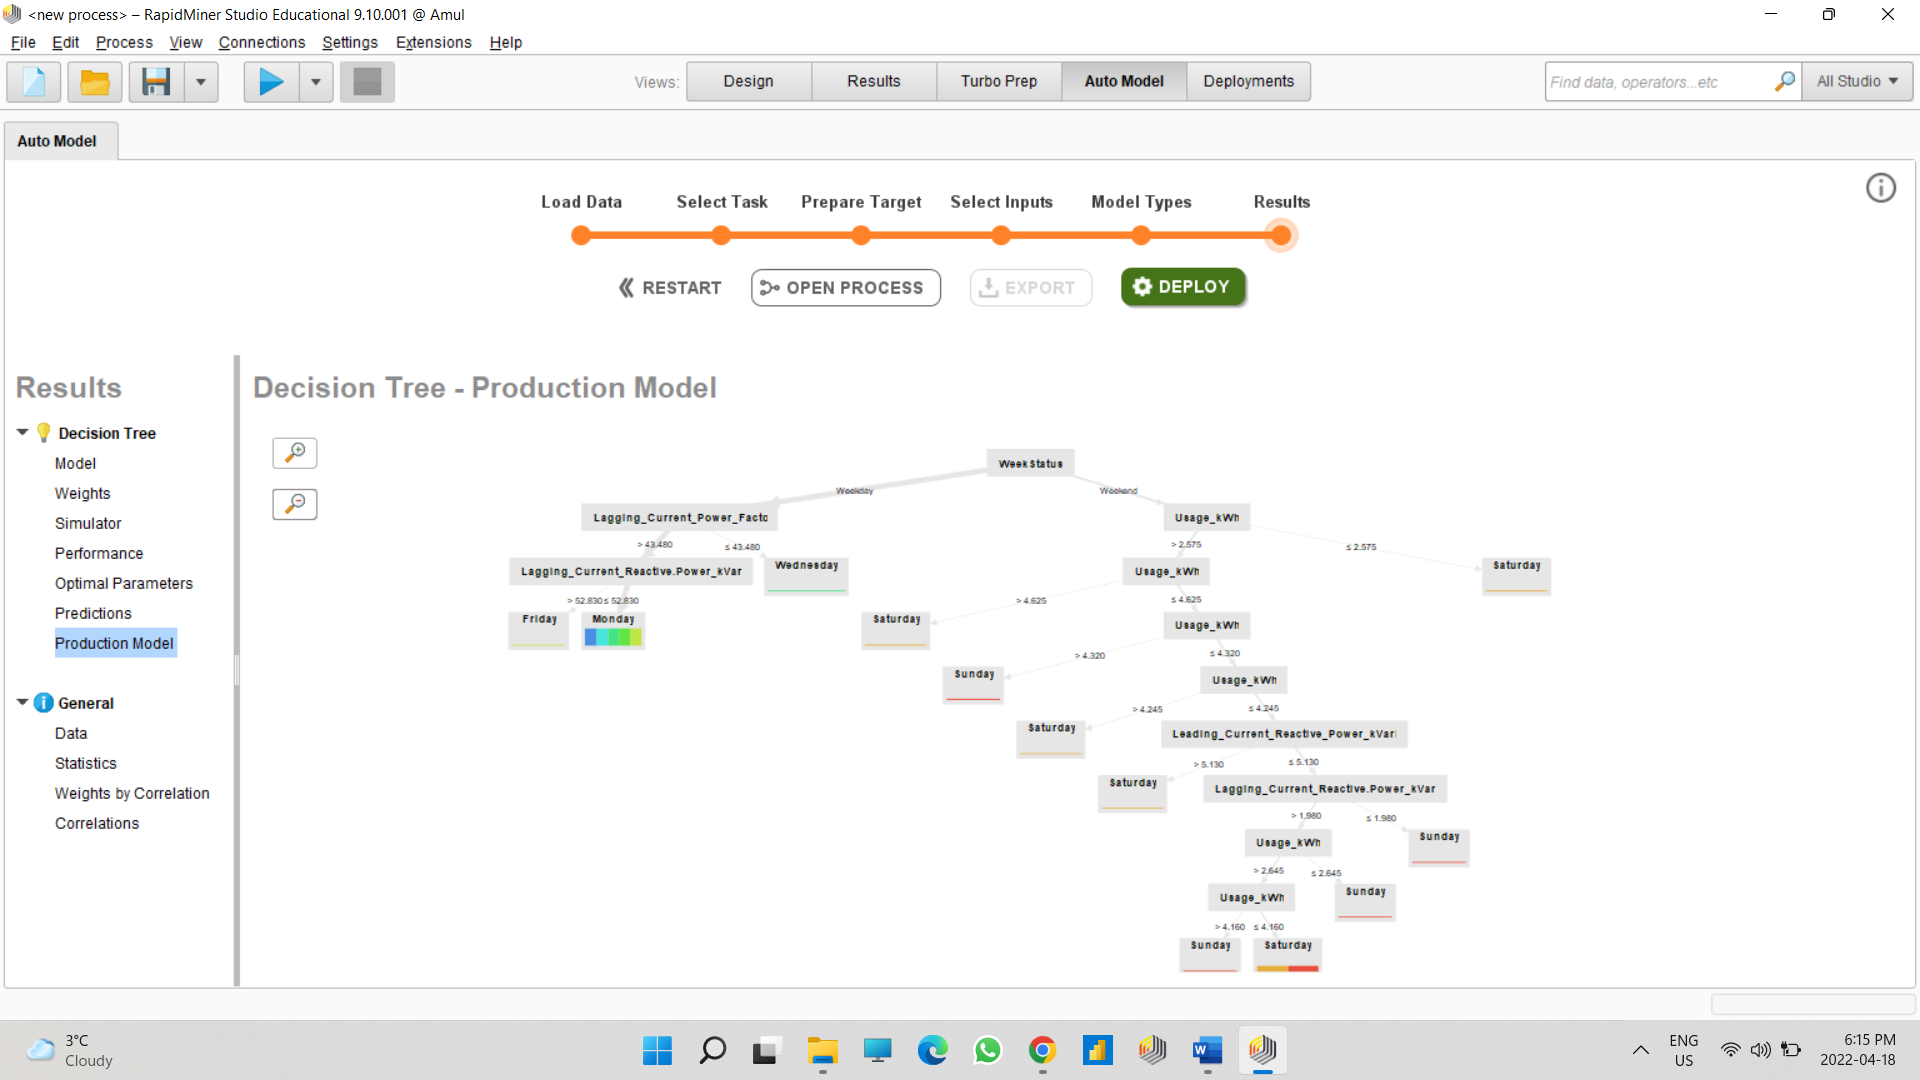 <new process> – RapidMiner Studio Educational 9.10.001 @ Amul
File Edit Process View Connections Settings Extensions Help
Views: Design Results Turbo Prep Auto Model Deployments
Find data, operators...etc
All Studio
Auto Model
Load Data Select Task Prepare Target Select Inputs Model Types Results
RESTART OPEN PROCESS EXPORT DEPLOY
Results
Decision Tree
Model
Weights
Simulator
Performance
Optimal Parameters
Predictions
Production Model
General
Data
Statistics
Weights by Correlation
Correlations
Decision Tree - Production Model
WeekStatus
Weekday Weekend
Lagging_Current_Power_Facto Usage_kWh
> 43.480 ≤ 43.480 > 2.575 ≤ 2.575
Lagging_Current_Reactive.Power_kVar Wednesday Usage_kWh Saturday
> 52.830 ≤ 52.830 > 4.625 ≤ 4.625
Friday Monday Saturday Usage_kWh
> 4.320 ≤ 4.320
Sunday Usage_kWh
> 4.245 ≤ 4.245
Saturday Leading_Current_Reactive_Power_kVar
> 5.130 ≤ 5.130
Saturday Lagging_Current_Reactive.Power_kVar
> 1.980 ≤ 1.980
Usage_kWh Sunday
> 2.645 ≤ 2.645
Usage_kWh Sunday
> 4.160 ≤ 4.160
Sunday Saturday
3°C
Cloudy
ENG
US
6:15 PM
2022-04-18